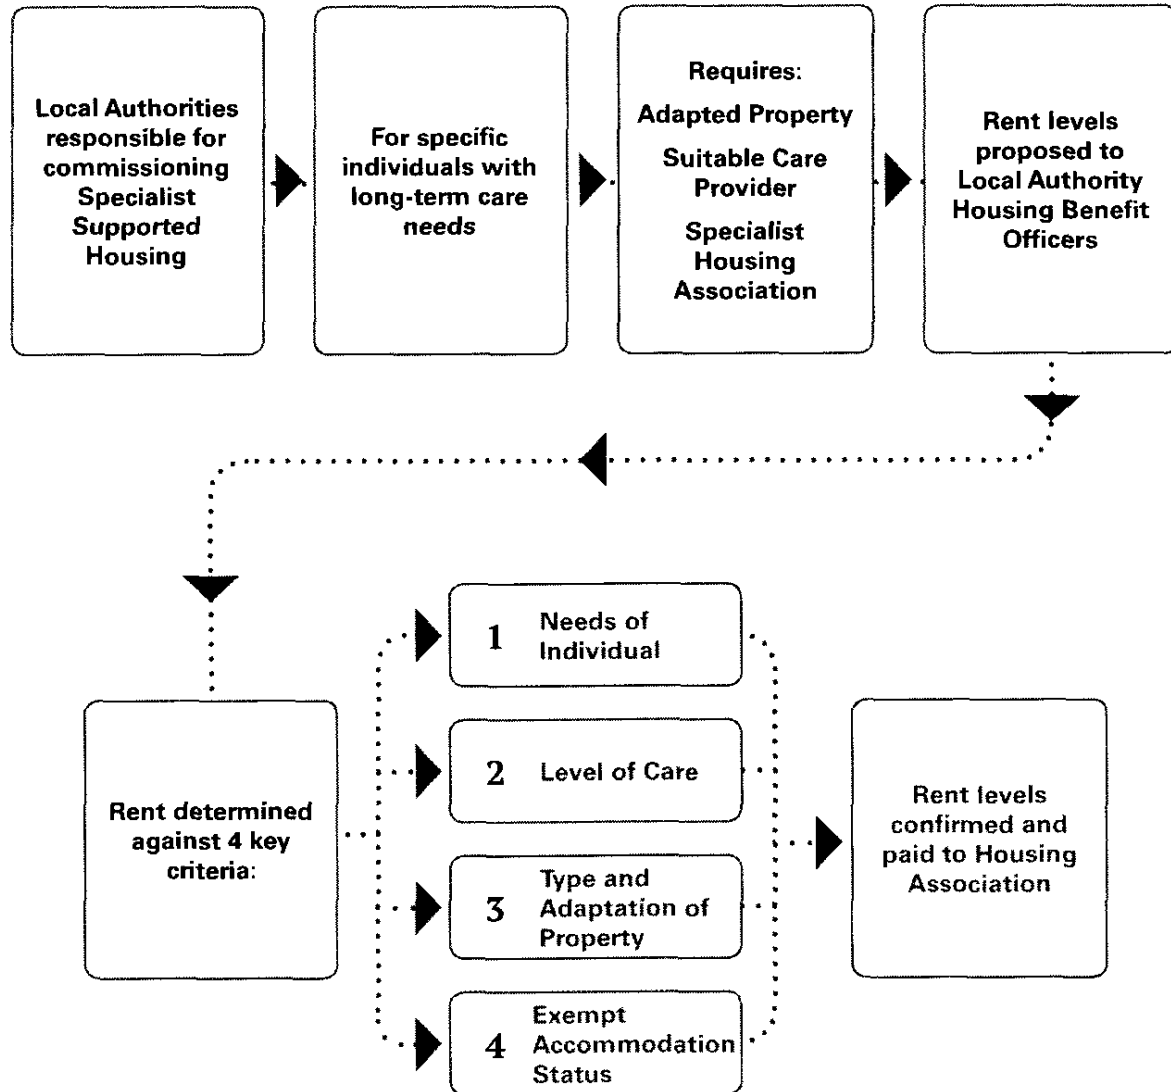 Local Authorities
responsible for
commissioning
Specialist
Supported
Housing
For specific
individuals with
long-term care
needs
Requires:
Adapted Property
Suitable Care
Provider
Specialist
Housing
Association
Rent levels
proposed to
Local Authority
Housing Benefit
Officers
Rent determined
against 4 key
criteria:
1 Needs of
Individual
2 Level of Care
3 Type and
Adaptation of
Property
4 Exempt
Accommodation
Status
Rent levels
confirmed and
paid to Housing
Association